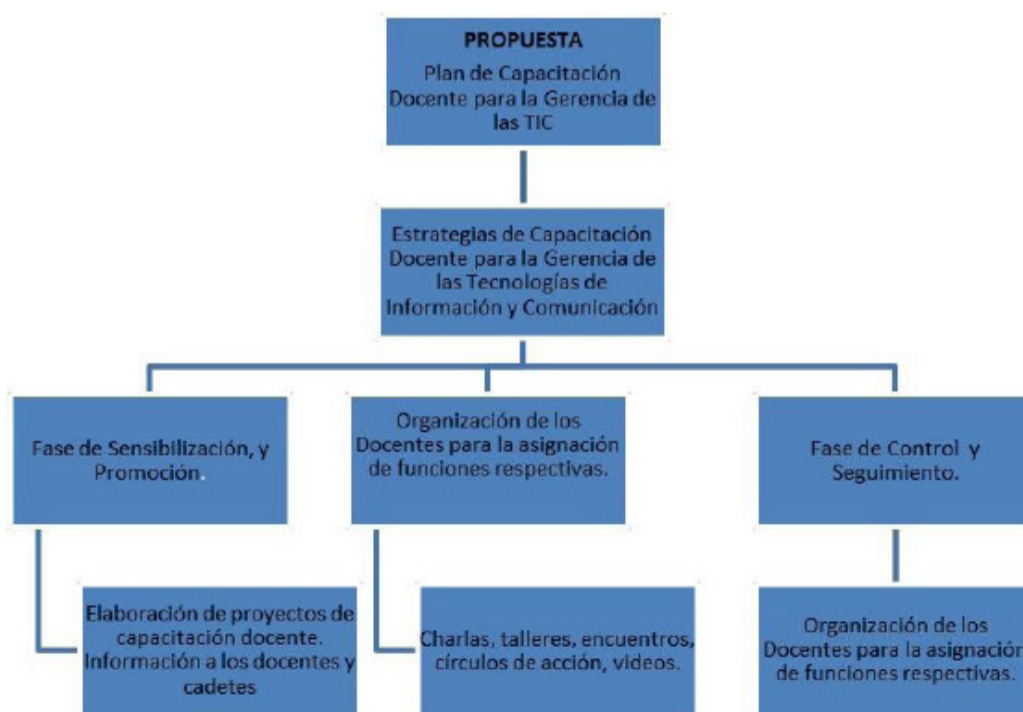 PROPUESTA
Plan de Capacitación
Docente para la Gerencia de
las TIC
Estrategias de Capacitación
Docente para la Gerencia de
las Tecnologías de
Información y Comunicación
Fase de Sensibilización, y
Promoción.
Organización de los
Docentes para la asignación
de funciones respectivas.
Fase de Control y
Seguimiento.
Elaboración de proyectos de
capacitación docente.
Información a los docentes y
cadetes
Charlas, talleres, encuentros,
círculos de acción, videos.
Organización de los
Docentes para la asignación
de funciones respectivas.